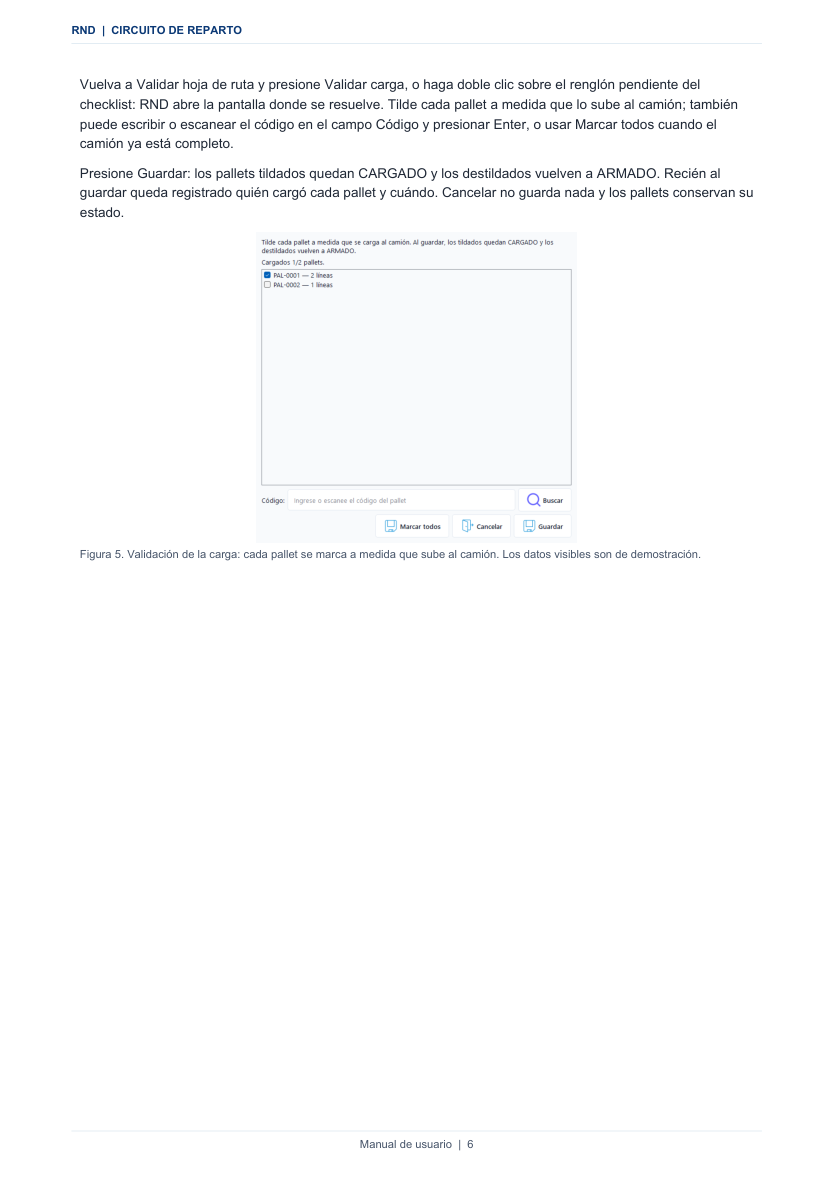 RND | CIRCUITO DE REPARTO
Vuelva a Validar hoja de ruta y presione Validar carga, o haga doble clic sobre el renglón pendiente del
checklist: RND abre la pantalla donde se resuelve. Tilde cada pallet a medida que lo sube al camión; también
puede escribir o escanear el código en el campo Código y presionar Enter, o usar Marcar todos cuando el
camión ya está completo.
Presione Guardar: los pallets tildados quedan CARGADO y los destildados vuelven a ARMADO. Recién al
guardar queda registrado quién cargó cada pallet y cuándo. Cancelar no guarda nada y los pallets conservan su
estado.
Tilde cada pallet a medida que se carga al camión. Al guardar, los tildados quedan CARGADO y los
destildados vuelven a ARMADO.
Cargados 1/2 pallets.
PAL-0001 — 2 líneas
PAL-0002 — 1 líneas
Código: Ingrese o escanee el código del pallet Buscar
Marcar todos Cancelar Guardar
Figura 5. Validación de la carga: cada pallet se marca a medida que sube al camión. Los datos visibles son de demostración.
Manual de usuario | 6